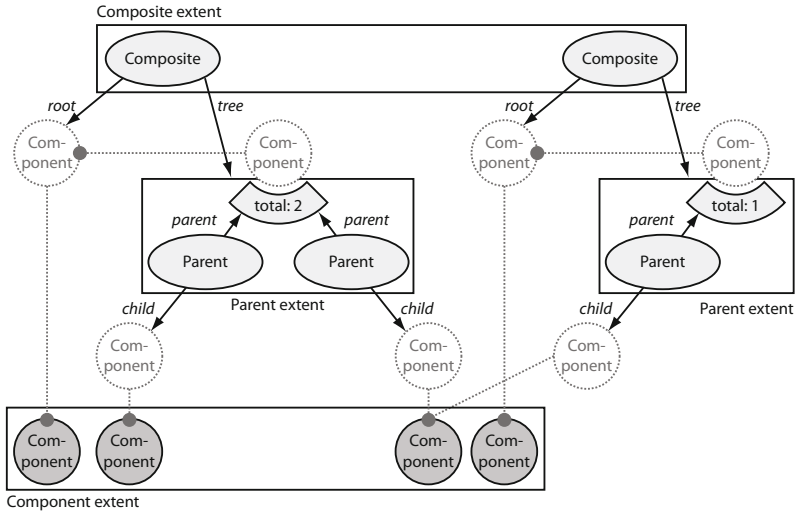 Composite extent
Composite
Composite
root
tree
root
tree
Com-
ponent
Com-
ponent
Com-
ponent
Com-
ponent
total: 2
total: 1
parent
parent
parent
Parent
Parent
Parent
Parent extent
Parent extent
child
child
child
Com-
ponent
Com-
ponent
Com-
ponent
Com-
ponent
Com-
ponent
Com-
ponent
Com-
ponent
Component extent